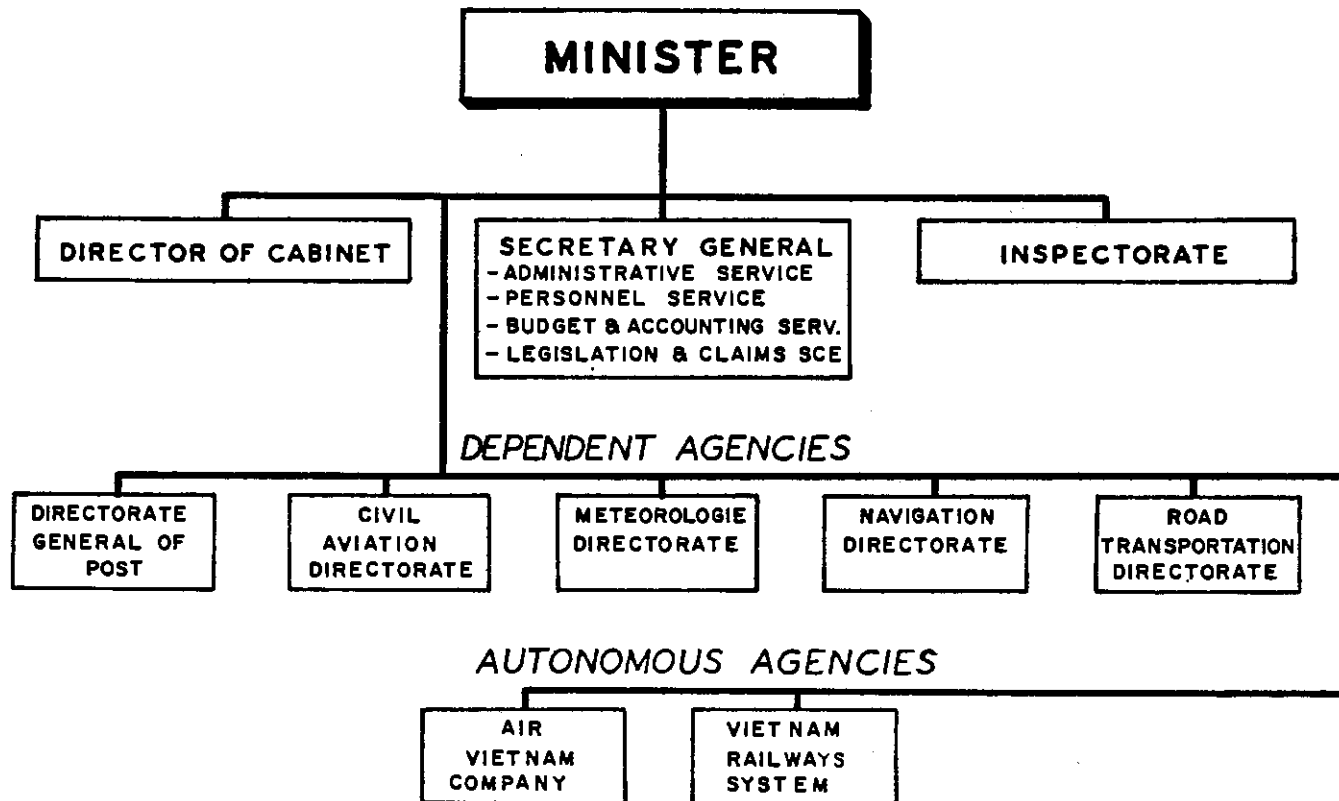 MINISTER
DIRECTOR OF CABINET
SECRETARY GENERAL
- ADMINISTRATIVE SERVICE
- PERSONNEL SERVICE
- BUDGET & ACCOUNTING SERV.
- LEGISLATION & CLAIMS SCE
INSPECTORATE
DEPENDENT AGENCIES
DIRECTORATE
GENERAL OF
POST
CIVIL
AVIATION
DIRECTORATE
METEOROLOGIE
DIRECTORATE
NAVIGATION
DIRECTORATE
ROAD
TRANSPORTATION
DIRECTORATE
AUTONOMOUS AGENCIES
AIR
VIETNAM
COMPANY
VIETNAM
RAILWAYS
SYSTEM